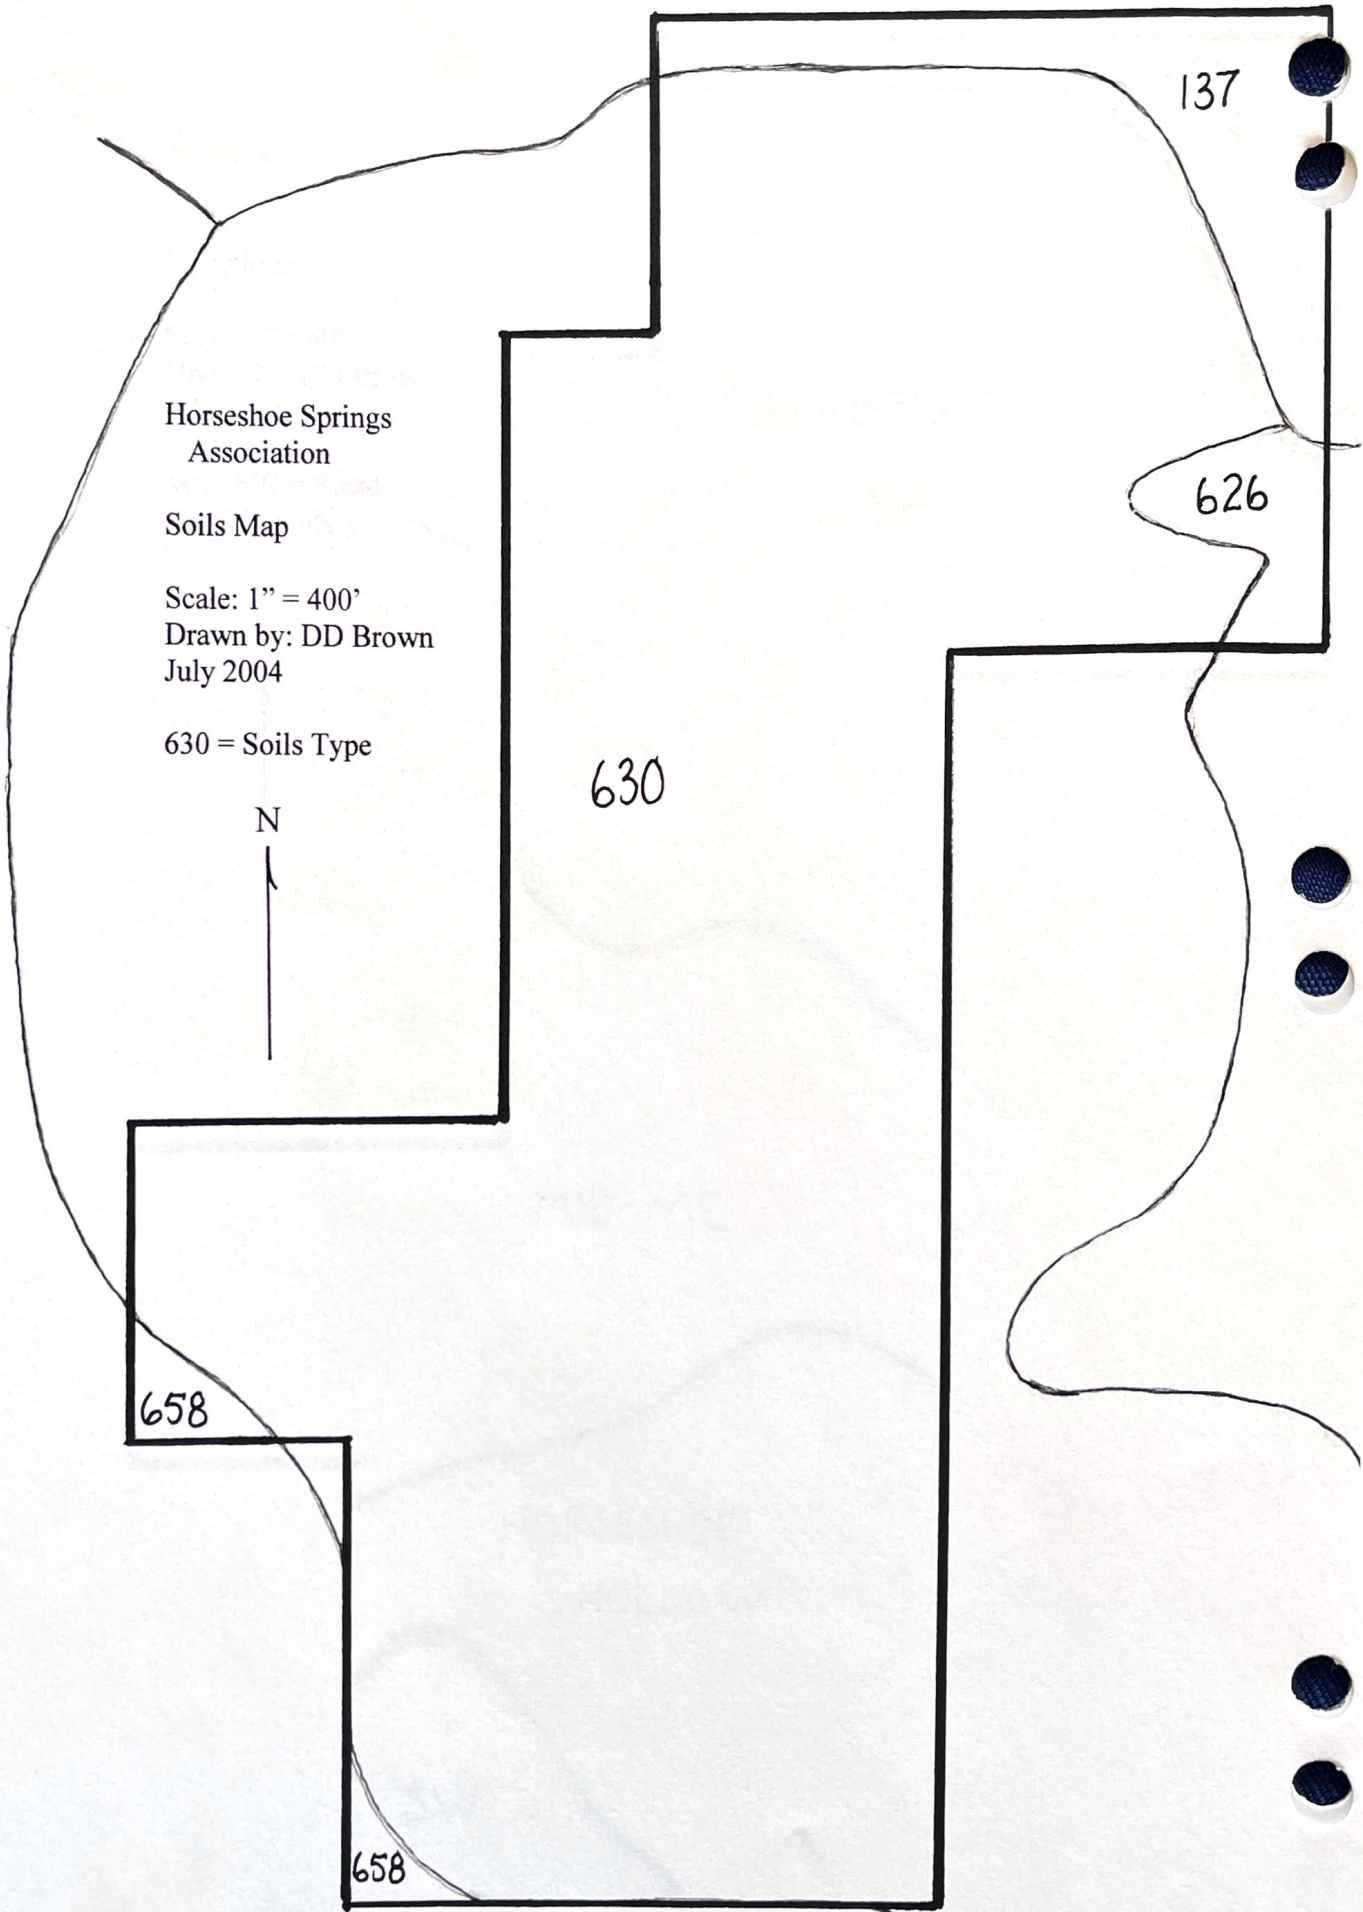 137
Horseshoe Springs
Association
626
Soils Map
Scale: 1” = 400’
Drawn by: DD Brown
July 2004
630 = Soils Type
630
N
658
658